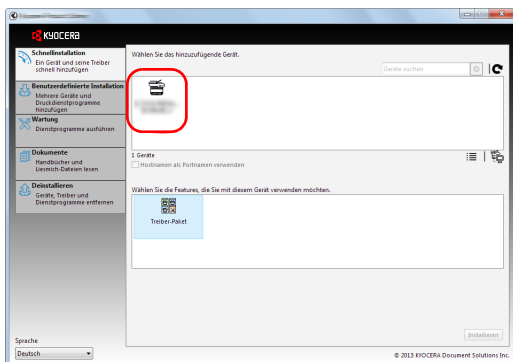 KYOCERA
Schnellinstallation
Ein Gerät und seine Treiber
schnell hinzufügen
Benutzerdefinierte Installation
Mehrere Geräte und
Druckdienstprogramme
hinzufügen
Wartung
Dienstprogramme ausführen
Dokumente
Handbücher und
Liesmich-Dateien lesen
Deinstallieren
Geräte, Treiber und
Dienstprogramme entfernen
Sprache
Deutsch
Wählen Sie das hinzuzufügende Gerät.
Geräte suchen
1 Geräte
Hostnamen als Portnamen verwenden
Wählen Sie die Features, die Sie mit diesem Gerät verwenden möchten.
Treiber-Paket
Installieren
© 2013 KYOCERA Document Solutions Inc.